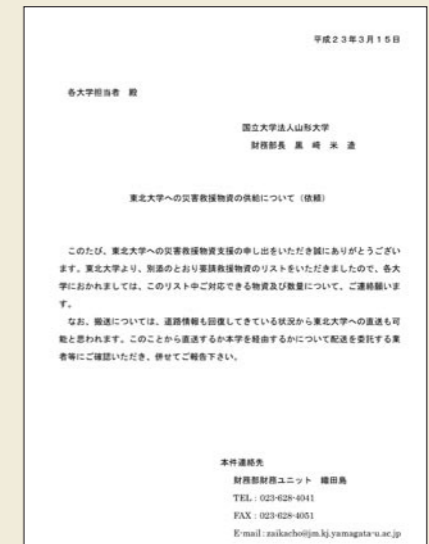 平成23年3月15日
各大学担当者　殿
国立大学法人山形大学
財務部長　黒　崎　米　造
東北大学への災害救援物資の供給について（依頼）
このたび、東北大学への災害救援物資支援の申し出をいただき誠にありがとうござい
ます。東北大学より、別添のとおり要請救援物資のリストをいただきましたので、各大
学におかれましては、このリスト中ご対応できる物資及び数量について、ご連絡願いま
す。
なお、搬送については、道路情報も回復してきている状況から東北大学への直送も可
能と思われます。このことから直送するか本学を経由するかについて配送を委託する業
者等にご確認いただき、併せてご報告下さい。
本件連絡先
財務部財務ユニット　織田島
TEL：023-628-4041
FAX：023-628-4051
E-mail：zaikacho@jm.kj.yamagata-u.ac.jp